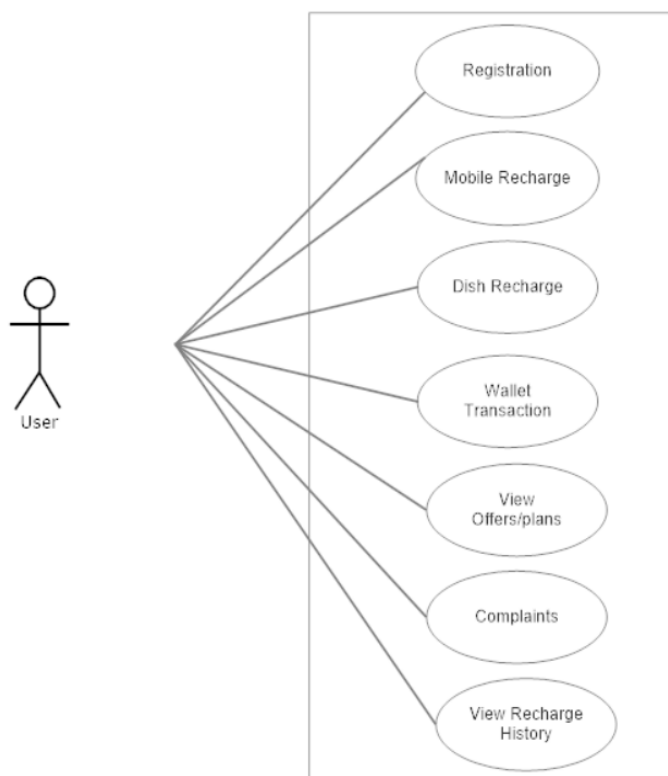 Registration
Mobile Recharge
Dish Recharge
User
Wallet
Transaction
View
Offers/plans
Complaints
View Recharge
History